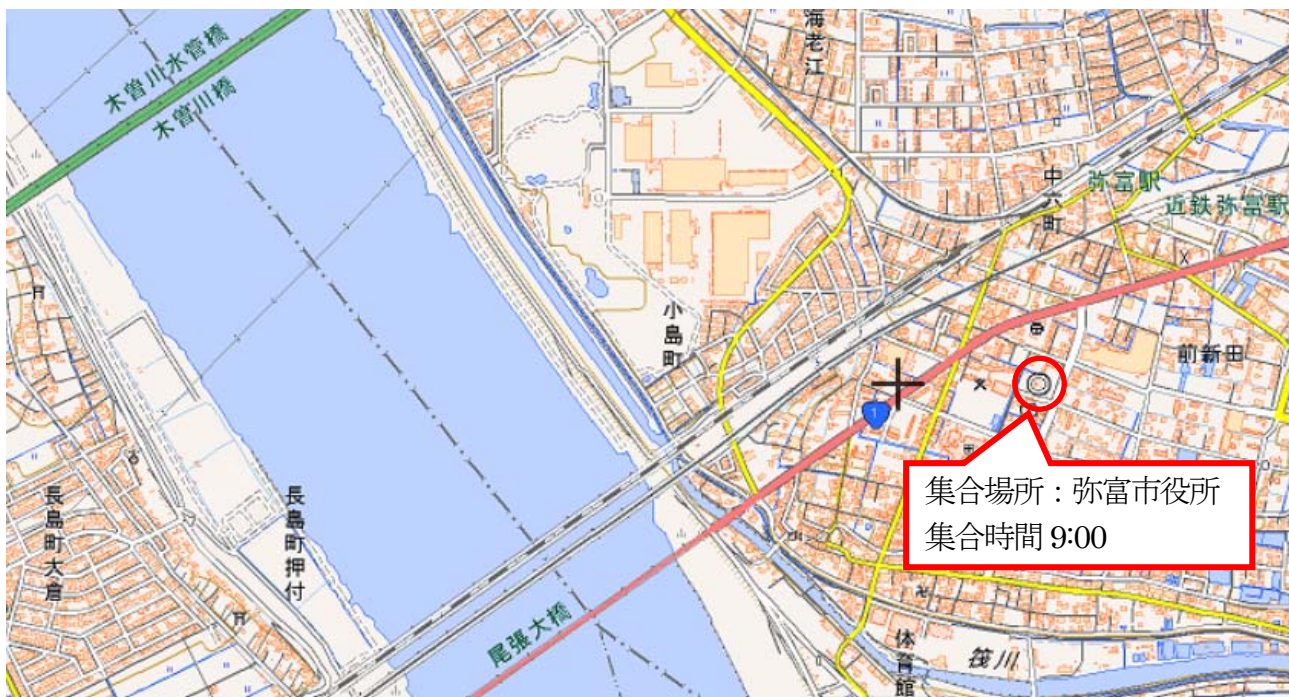 海老江
木曽川水管橋
木曽川橋
中六町
弥富駅
近鉄弥富駅
小島町
前新田
1
集合場所：弥富市役所
集合時間 9:00
長島町大倉
長島町押付
尾張大橋
体育館
筏川